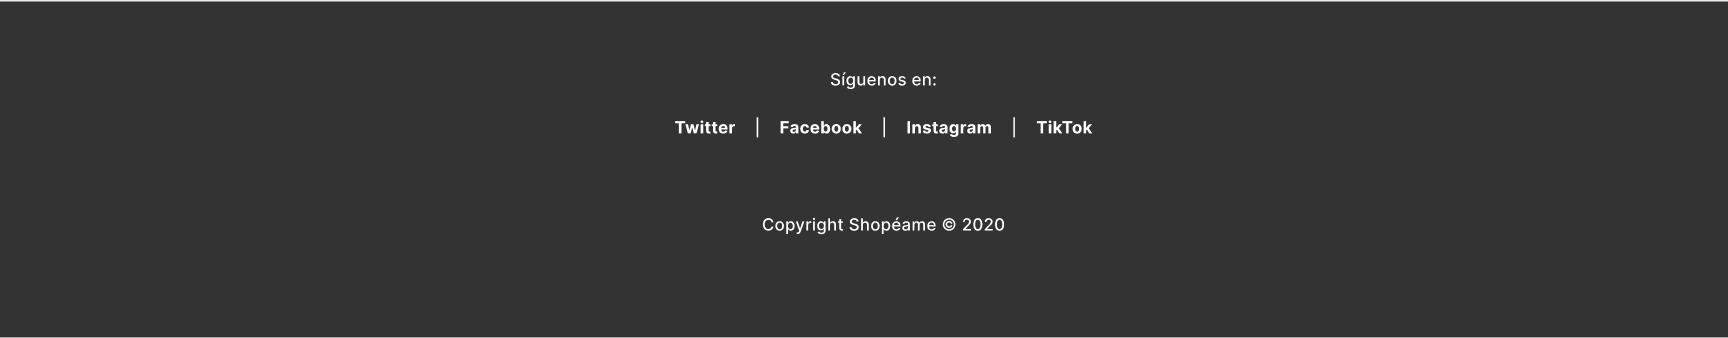 Síguenos en:
Twitter | Facebook | Instagram | TikTok
Copyright Shopéame © 2020